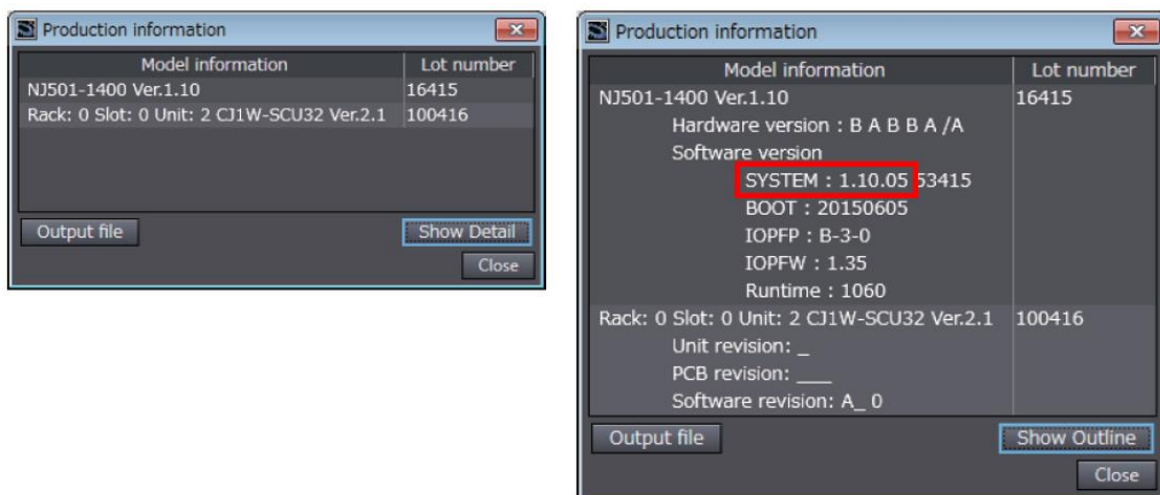 Production information
Model information Lot number
NJ501-1400 Ver.1.10 16415
Rack: 0 Slot: 0 Unit: 2 CJ1W-SCU32 Ver.2.1 100416
Output file Show Detail
Close
Production information
Model information Lot number
NJ501-1400 Ver.1.10 16415
Hardware version : B A B B A /A
Software version
SYSTEM : 1.10.05 53415
BOOT : 20150605
IOPFP : B-3-0
IOPFW : 1.35
Runtime : 1060
Rack: 0 Slot: 0 Unit: 2 CJ1W-SCU32 Ver.2.1 100416
Unit revision: _
PCB revision: ___
Software revision: A_ 0
Output file Show Outline
Close